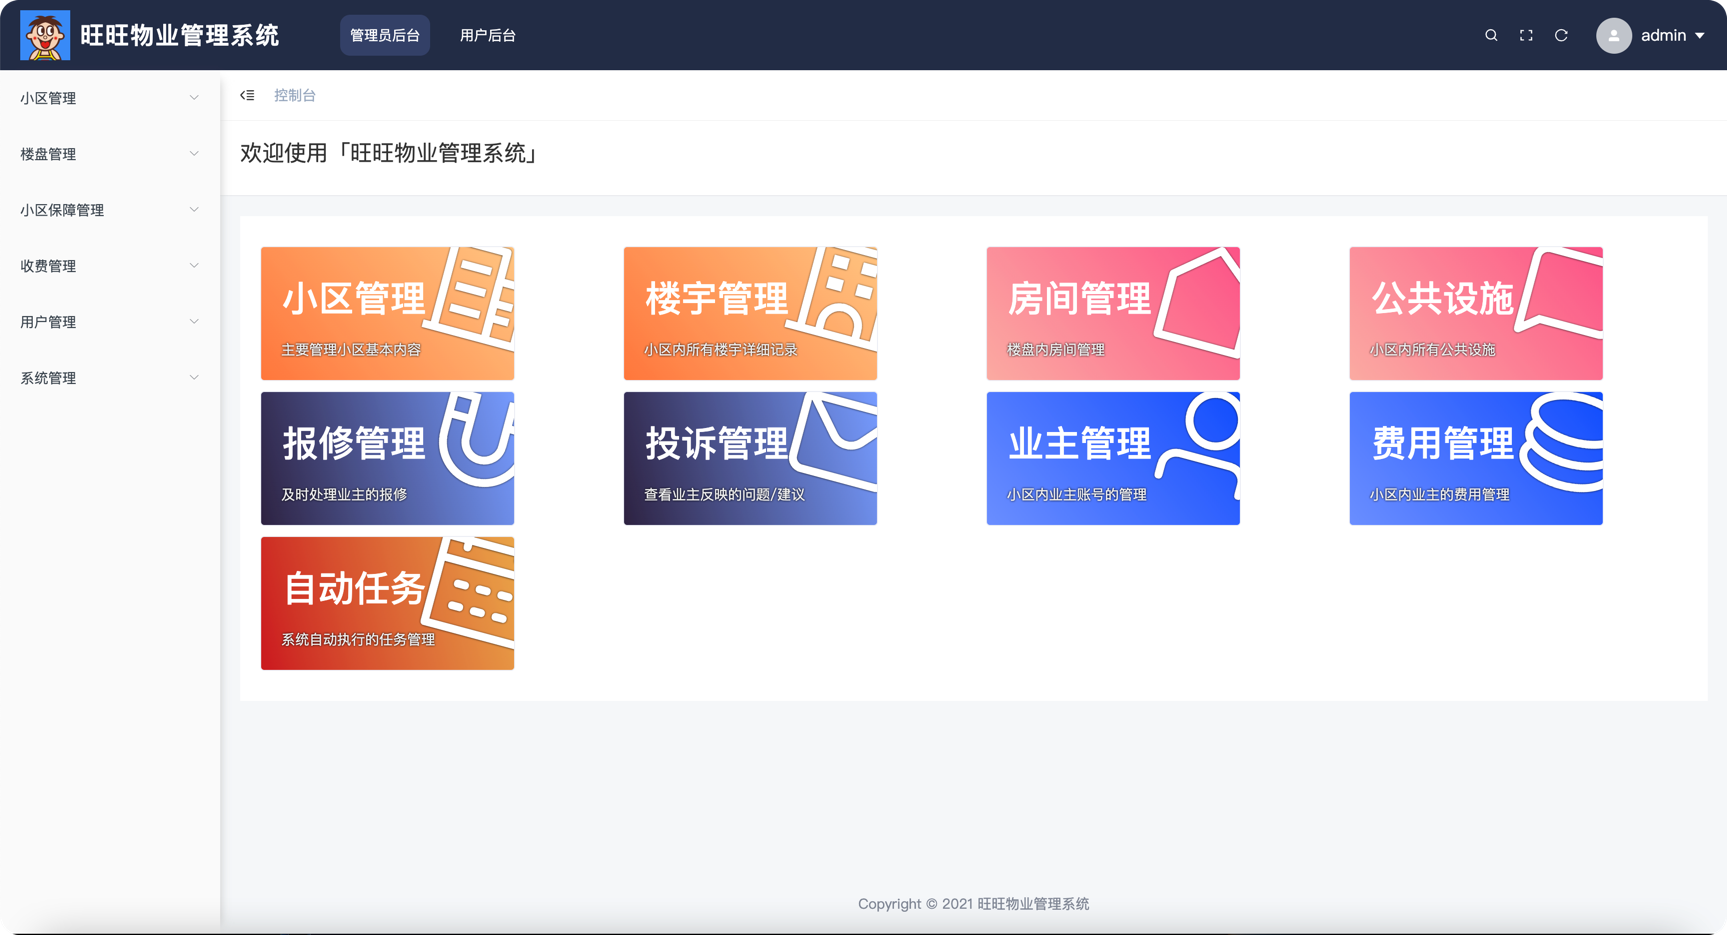 旺旺物业管理系统
管理员后台
用户后台
admin
小区管理
楼盘管理
小区保障管理
收费管理
用户管理
系统管理
控制台
欢迎使用「旺旺物业管理系统」
小区管理
主要管理小区基本内容
楼宇管理
小区内所有楼宇详细记录
房间管理
楼盘内房间管理
公共设施
小区内所有公共设施
报修管理
及时处理业主的报修
投诉管理
查看业主反映的问题/建议
业主管理
小区内业主账号的管理
费用管理
小区内业主的费用管理
自动任务
系统自动执行的任务管理
Copyright © 2021 旺旺物业管理系统